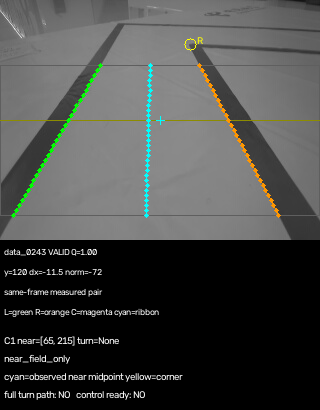 R
data_0243 VALID Q=1.00
y=120 dx=-11.5 norm=-72
same-frame measured pair
L=green R=orange C=magenta cyan=ribbon
C1 near=[65, 215] turn=None
near_field_only
cyan=observed near midpoint yellow=corner
full turn path: NO control ready: NO